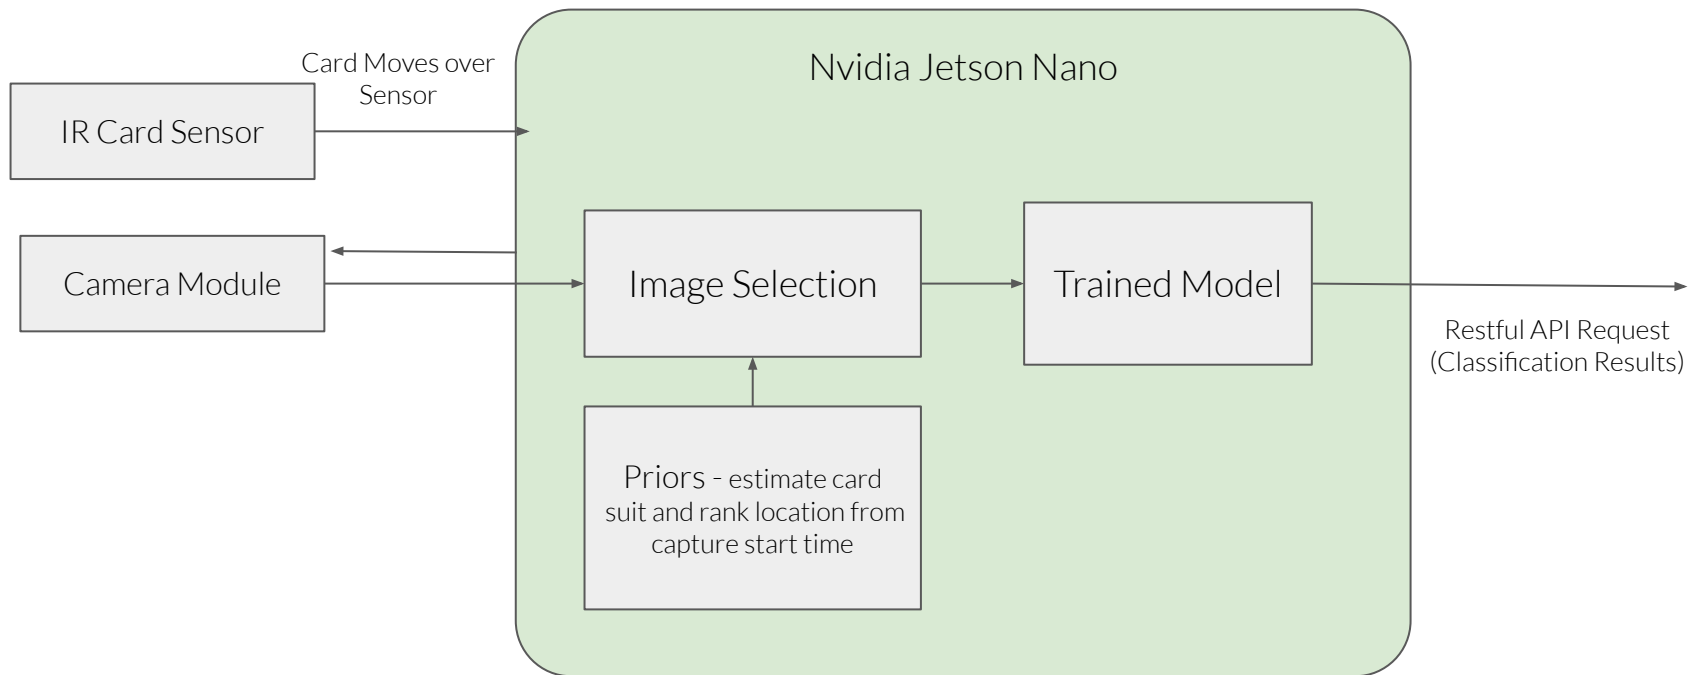 Nvidia Jetson Nano
Card Moves over
Sensor
IR Card Sensor
Camera Module
Image Selection
Trained Model
Restful API Request
(Classification Results)
Priors - estimate card
suit and rank location from
capture start time